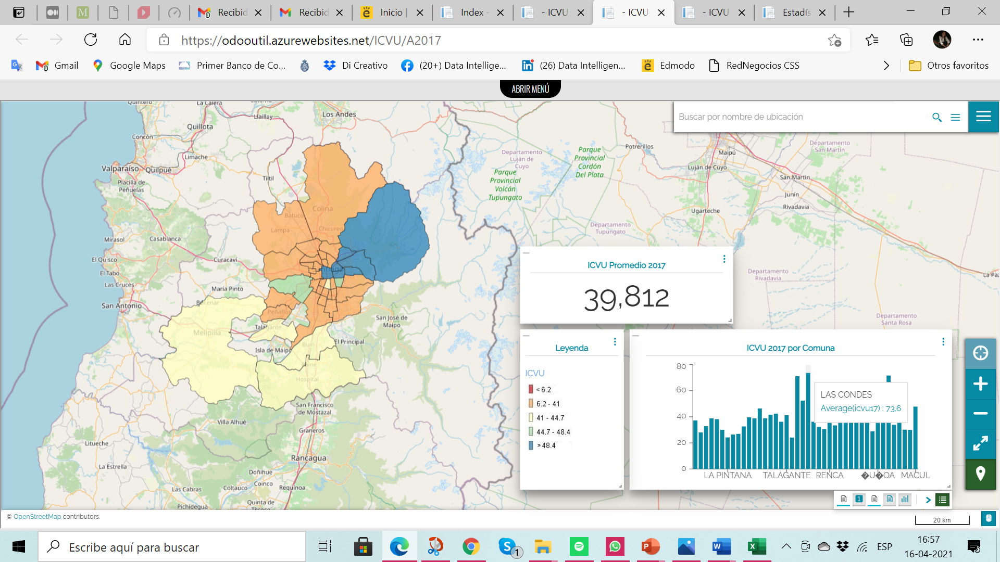 Recibid
Recibid
Inicio |
Index -
- ICVU
- ICVU
- ICVU
Estadís
https://odooutil.azurewebsites.net/ICVU/A2017
Gmail
Google Maps
Primer Banco de Co...
Di Creativo
(20+) Data Intellige...
(26) Data Intelligen...
Edmodo
RedNegocios CSS
Otros favoritos
ABRIR MENÚ
Buscar por nombre de ubicación
Quintero
La Calera
Llaillay
Los Andes
Quillota
Concón
Limache
Valparaíso
Quilpué
Placilla de
Peñuelas
Tiltil
Colina
Batuco
Lampa
Chicureo
Mirasol
Casablanca
El Quisco
Curacaví
El Tabo
Las Cruces
María Pinto
San Antonio
Peñaflor
San José de
Maipo
Melipilla
Talagante
Buin
El Principal
Isla de Maipo
Paine
Hospital
San Francisco
de Mostazal
Villa Alhué
Graneros
Litueche
Rancagua
La Estrella
Doñihue
Coinco
Coltauco
Requinoa
Las Cabras
Quinta de
Tilcoco
Pichidegua
Departamento
Luján de
Cuyo
Parque
Provincial
Cordón
Del Plata
Parque
Provincial
Volcán
Tupungato
Potrerillos
Maipú
Luján de Cuyo
Departamento
San Martín
San Martín
Junín
Rivadavia
Ugarteche
Departamento
Tupungato
Departamento
Rivadavia
La Paz
Departamento
Santa Rosa
ICVU Promedio 2017
39,812
Leyenda
ICVU
< 6.2
6.2 - 41
41 - 44.7
44.7 - 48.4
> 48.4
ICVU 2017 por Comuna
80
60
40
20
0
LAS CONDES
Average(icvu17) : 73.6
LA PINTANA
TALAGANTE
RENCA
�U�OA
MACUL
1
© OpenStreetMap contributors.
20 km
Escribe aquí para buscar
1
ESP
16:57
16-04-2021